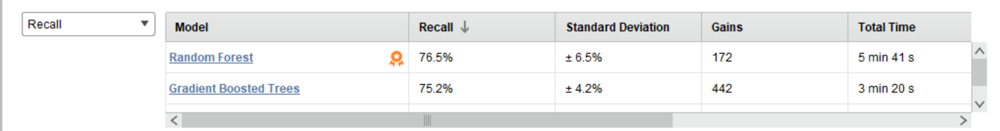 Recall
Model Recall Standard Deviation Gains Total Time
Random Forest 76.5% ± 6.5% 172 5 min 41 s
Gradient Boosted Trees 75.2% ± 4.2% 442 3 min 20 s